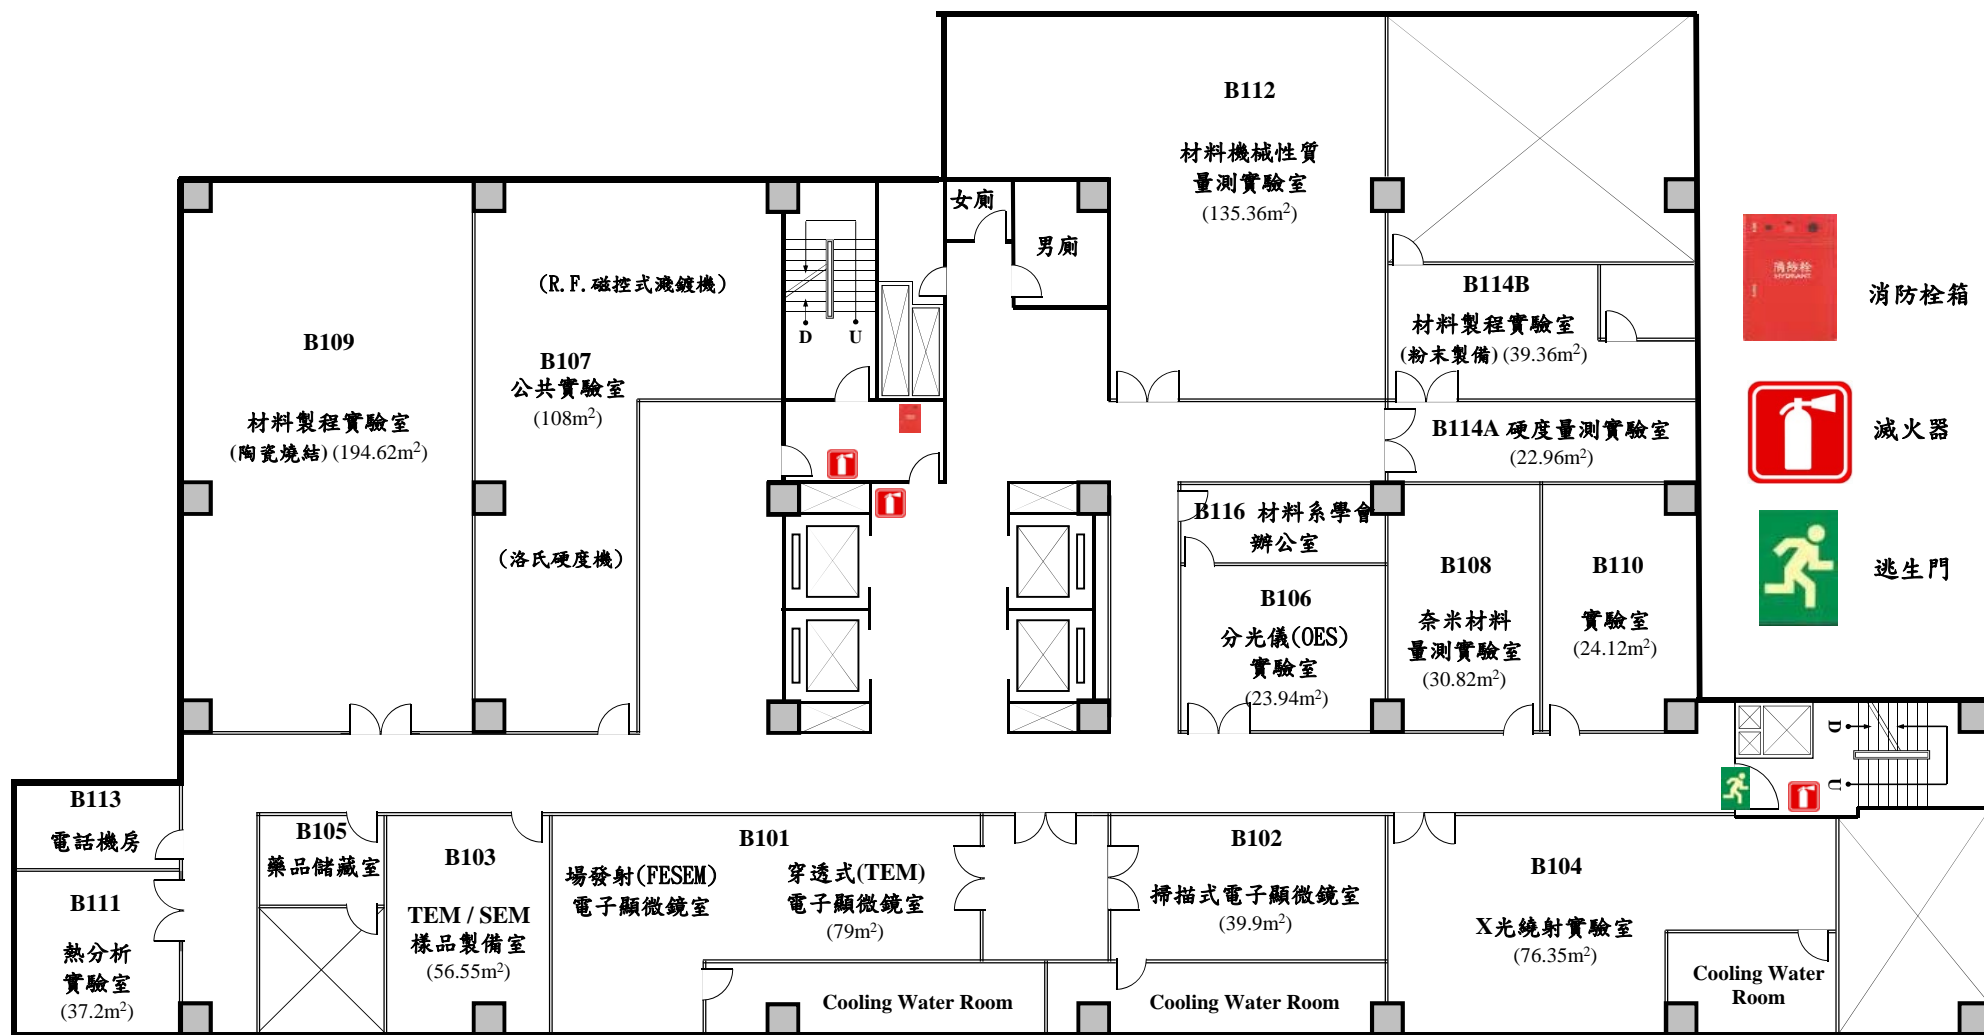 B112
材料機械性質
量測實驗室
(135.36m²)
女廁
男廁
(R.F.磁控式濺鍍機)
D
U
B107
公共實驗室
(108m²)
(洛氏硬度機)
B109
材料製程實驗室
(陶瓷燒結) (194.62m²)
B114B
材料製程實驗室
(粉末製備) (39.36m²)
B114A 硬度量測實驗室
(22.96m²)
B116 材料系學會
辦公室
B106
分光儀(OES)
實驗室
(23.94m²)
B108
奈米材料
量測實驗室
(30.82m²)
B110
實驗室
(24.12m²)
消防栓
HYDRANT
消防栓箱
滅火器
逃生門
D
U
B113
電話機房
B111
熱分析
實驗室
(37.2m²)
B105
藥品儲藏室
B103
TEM / SEM
樣品製備室
(56.55m²)
B101
場發射(FESEM)
電子顯微鏡室
穿透式(TEM)
電子顯微鏡室
(79m²)
Cooling Water Room
B102
掃描式電子顯微鏡室
(39.9m²)
Cooling Water Room
B104
X光繞射實驗室
(76.35m²)
Cooling Water
Room